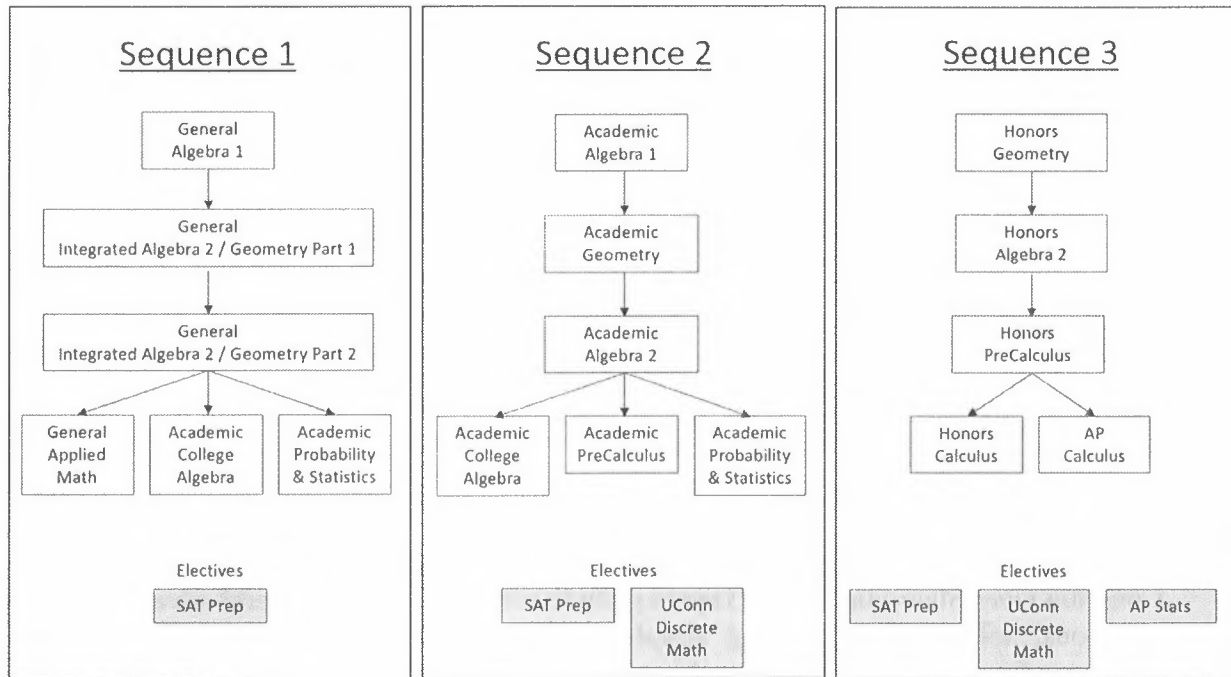 Sequence 1
General
Algebra 1
General
Integrated Algebra 2 / Geometry Part 1
General
Integrated Algebra 2 / Geometry Part 2
General
Applied
Math
Academic
College
Algebra
Academic
Probability
& Statistics
Electives
SAT Prep
Sequence 2
Academic
Algebra 1
Academic
Geometry
Academic
Algebra 2
Academic
College
Algebra
Academic
PreCalculus
Academic
Probability
& Statistics
Electives
SAT Prep
UConn
Discrete
Math
Sequence 3
Honors
Geometry
Honors
Algebra 2
Honors
PreCalculus
Honors
Calculus
AP
Calculus
Electives
SAT Prep
UConn
Discrete
Math
AP Stats